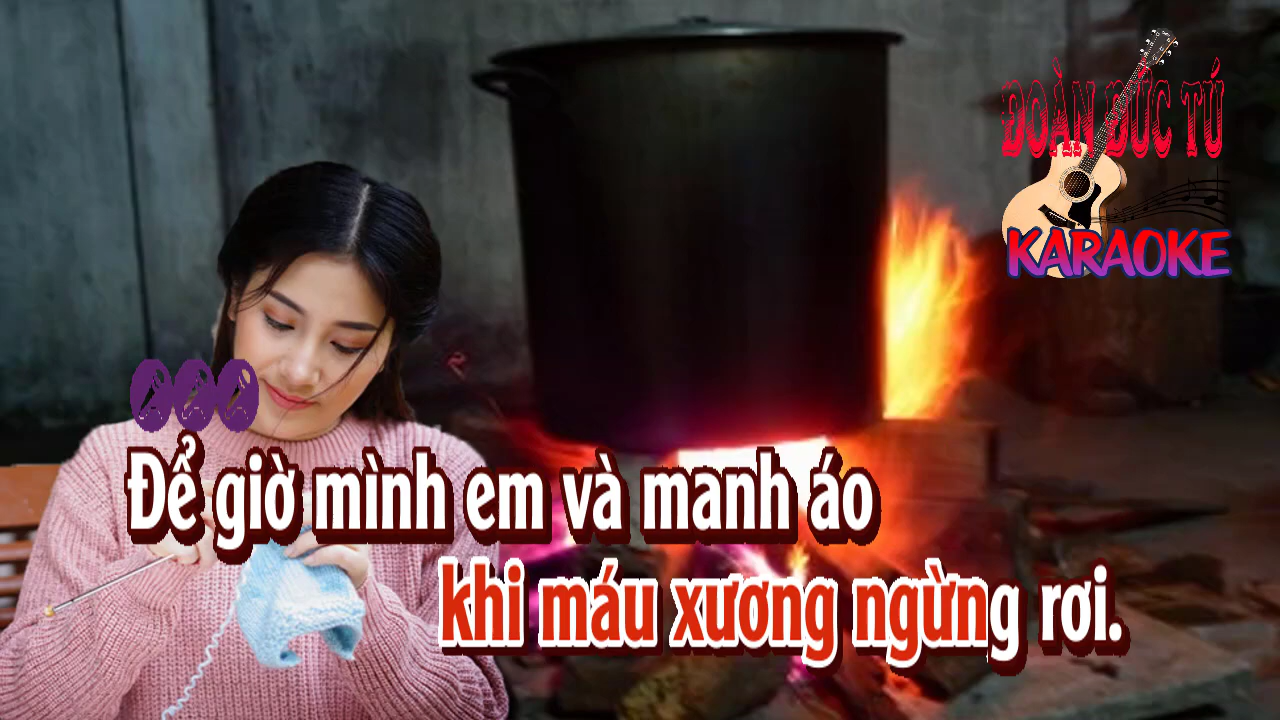 ĐOÀN ĐỨC TÚ
KARAOKE
Để giờ mình em và manh áo
khi máu xương ngừng rơi.